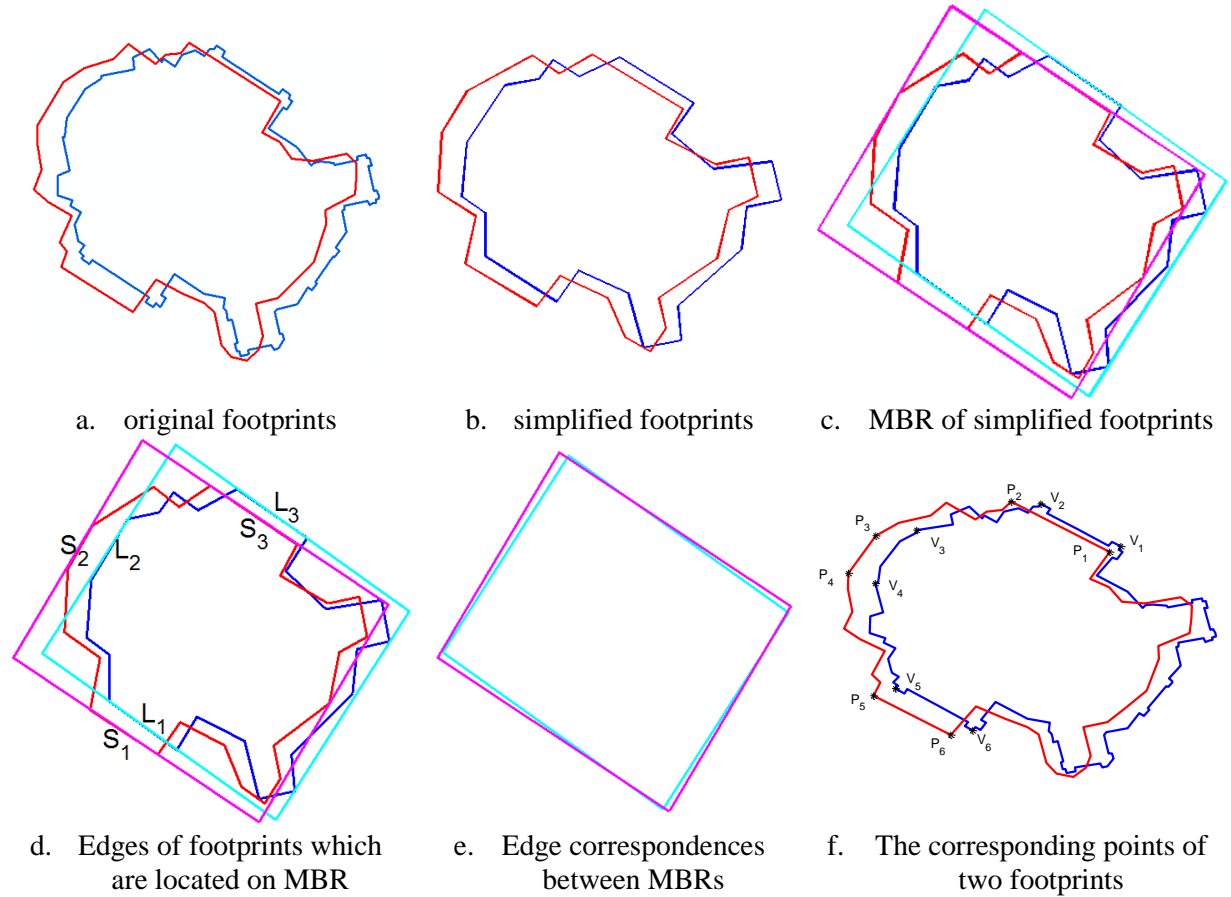 a. original footprints
b. simplified footprints
c. MBR of simplified footprints
L3
S3
S2
L2
L1
S1
P2
V2
P3
V3
P1
V1
P4
V4
V5
P5
P6
V6
d. Edges of footprints which
are located on MBR
e. Edge correspondences
between MBRs
f. The corresponding points of
two footprints